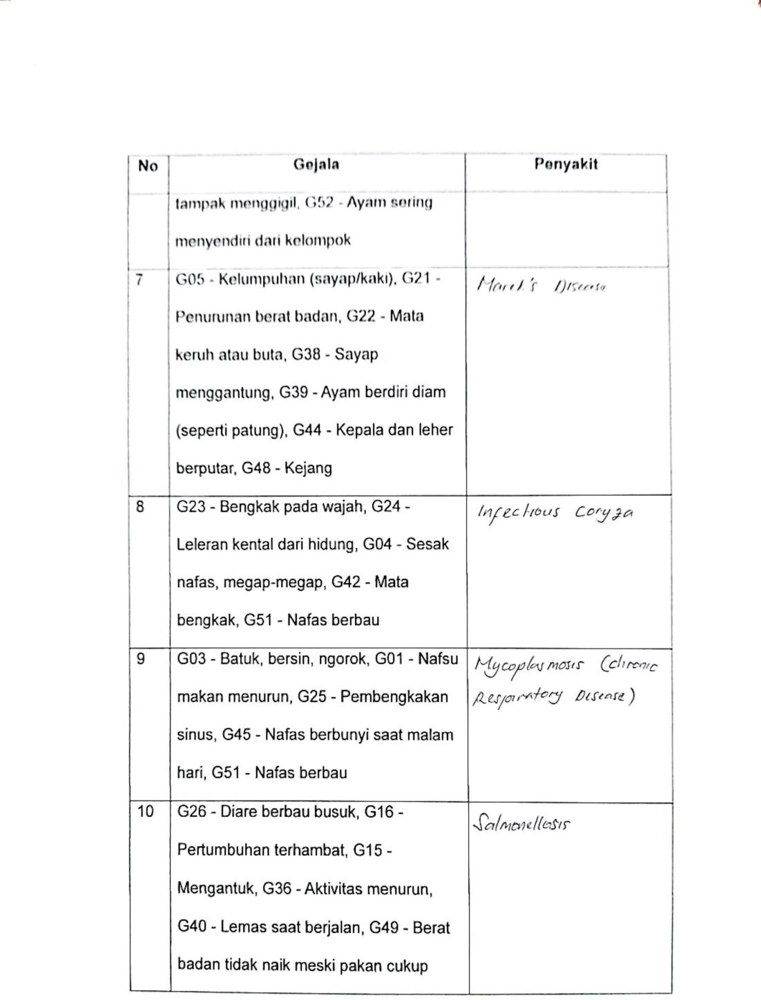 No Gejala Penyakit
tampak menggigil, G52 - Ayam sering
menyendiri dari kelompok
7 G05 - Kelumpuhan (sayap/kaki), G21 - Marek's Disease
Penurunan berat badan, G22 - Mata
keruh atau buta, G38 - Sayap
menggantung, G39 - Ayam berdiri diam
(seperti patung), G44 - Kepala dan leher
berputar, G48 - Kejang
8 G23 - Bengkak pada wajah, G24 - Infectious Coryza
Leleran kental dari hidung, G04 - Sesak
nafas, megap-megap, G42 - Mata
bengkak, G51 - Nafas berbau
9 G03 - Batuk, bersin, ngorok, G01 - Nafsu Mycoplasmosis (chronic
makan menurun, G25 - Pembengkakan Respiratory Disease)
sinus, G45 - Nafas berbunyi saat malam
hari, G51 - Nafas berbau
10 G26 - Diare berbau busuk, G16 - Salmonellosis
Pertumbuhan terhambat, G15 -
Mengantuk, G36 - Aktivitas menurun,
G40 - Lemas saat berjalan, G49 - Berat
badan tidak naik meski pakan cukup